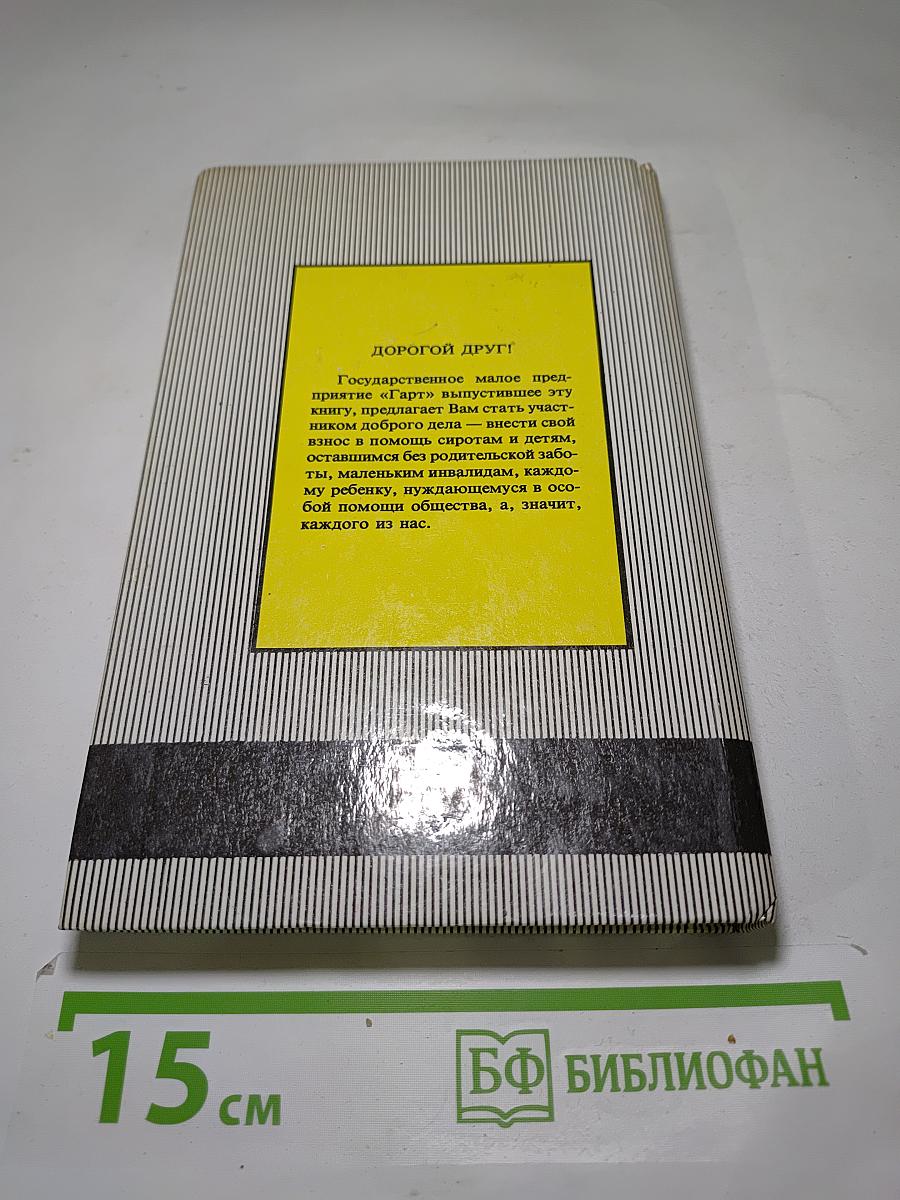 ДОРОГОЙ ДРУГ!
Государственное малое пред-
приятие «Гарт» выпустившее эту
книгу, предлагает Вам стать участ-
ником доброго дела — внести свой
взнос в помощь сиротам и детям,
оставшимся без родительской забо-
ты, маленьким инвалидам, каждо-
му ребенку, нуждающемуся в осо-
бой помощи общества, а, значит,
каждого из нас.
15 см
БФ БИБЛИОФАН